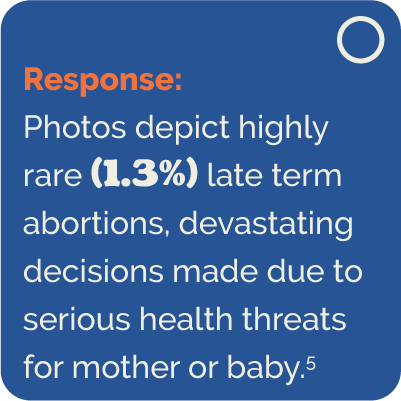 Response:
Photos depict highly
rare (1.3%) late term
abortions, devastating
decisions made due to
serious health threats
for mother or baby.⁵